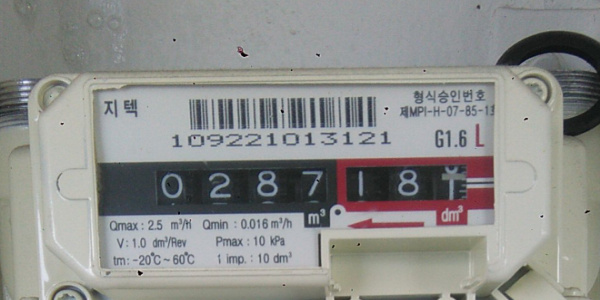 지텍
형식승인번호
제MPI-H-07-85-13
109221013121
G1.6 L
0287 18
m³
dm³
Qmax : 2.5 m³/h Qmin : 0.016 m³/h
V : 1.0 dm³/Rev Pmax : 10 kPa
tm : -20℃~60℃ 1 imp. : 10 dm³